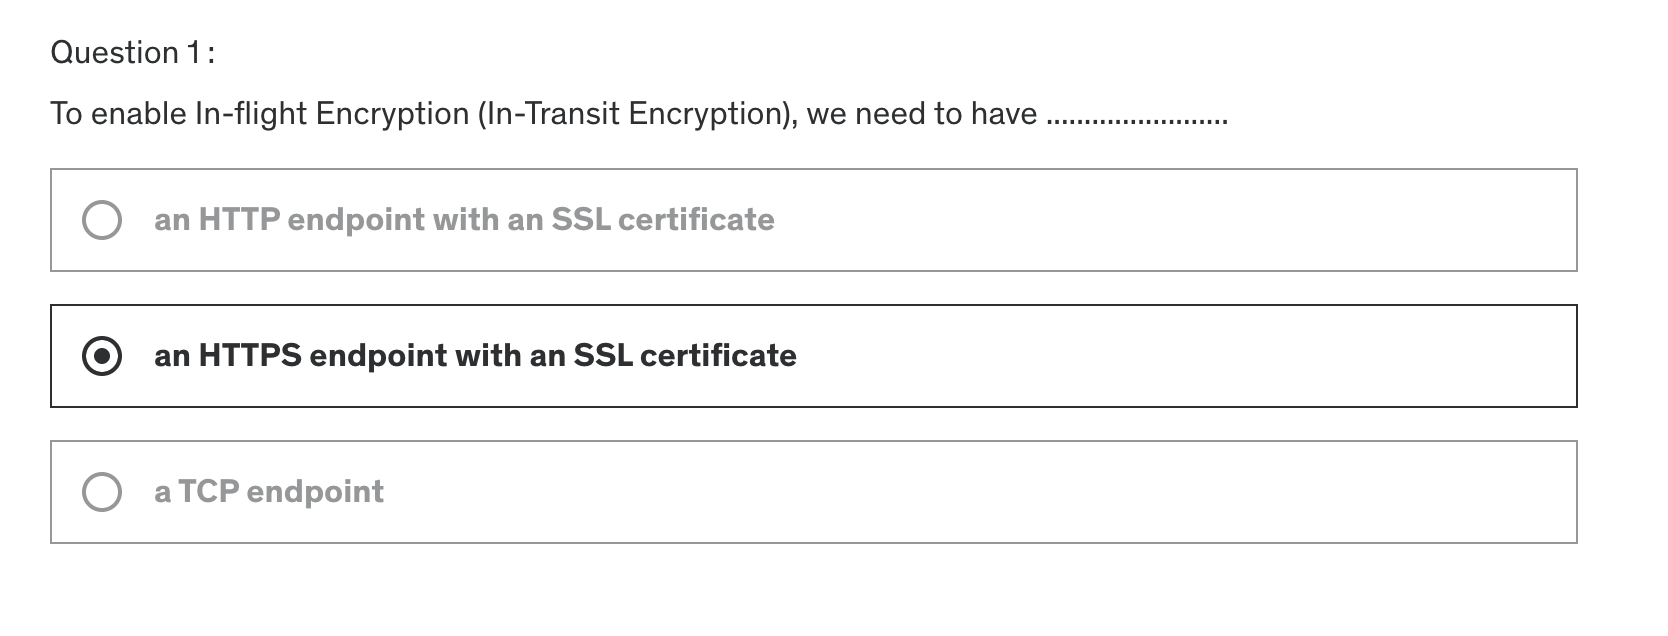 Question 1:
To enable In-flight Encryption (In-Transit Encryption), we need to have ........................
an HTTP endpoint with an SSL certificate
an HTTPS endpoint with an SSL certificate
a TCP endpoint